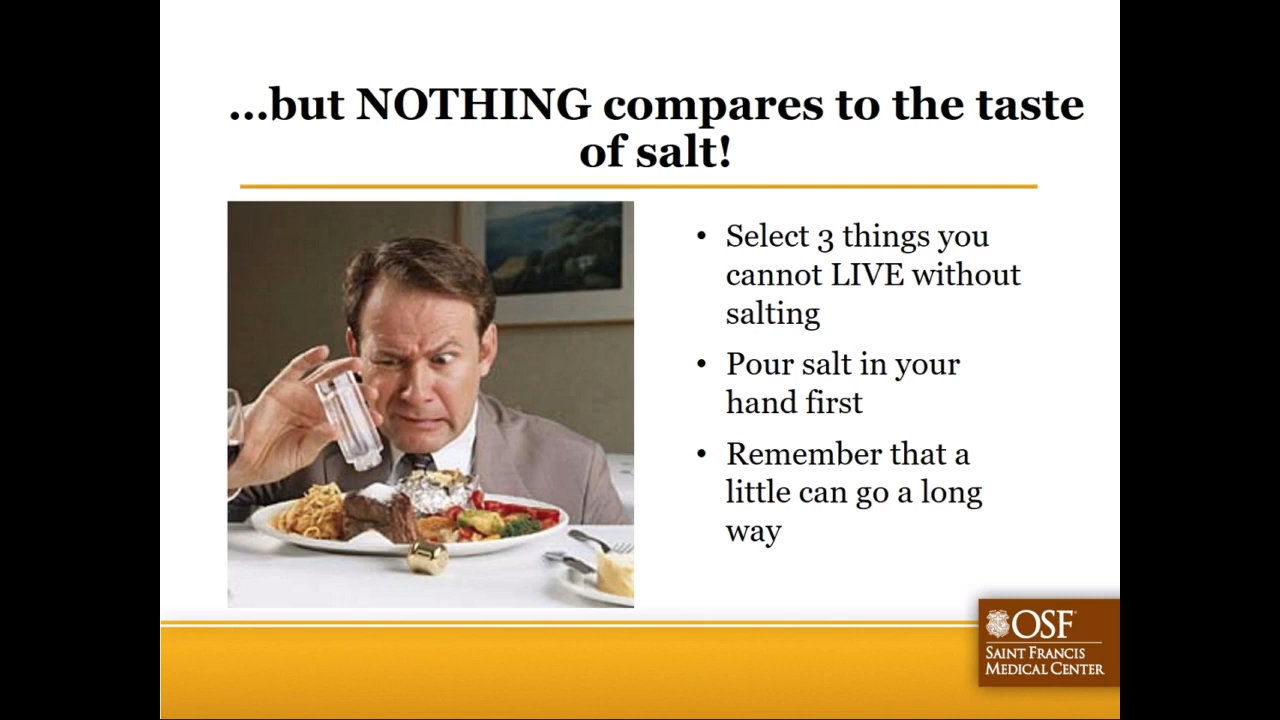 ...but NOTHING compares to the taste
of salt!
• Select 3 things you
cannot LIVE without
salting
• Pour salt in your
hand first
• Remember that a
little can go a long
way
OSF
SAINT FRANCIS
MEDICAL CENTER